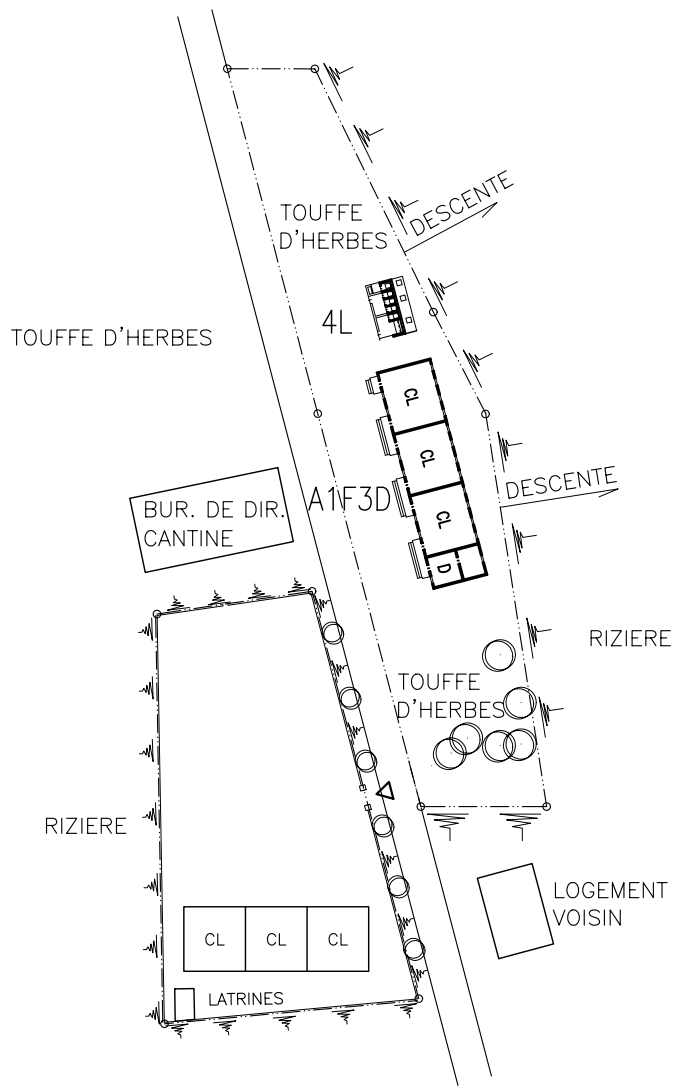 TOUFFE
D'HERBES
DESCENTE
4L
TOUFFE D'HERBES
CL
CL
A1F3D
CL
DESCENTE
BUR. DE DIR.
CANTINE
D
RIZIERE
TOUFFE
D'HERBES
RIZIERE
LOGEMENT
VOISIN
CL CL CL
LATRINES